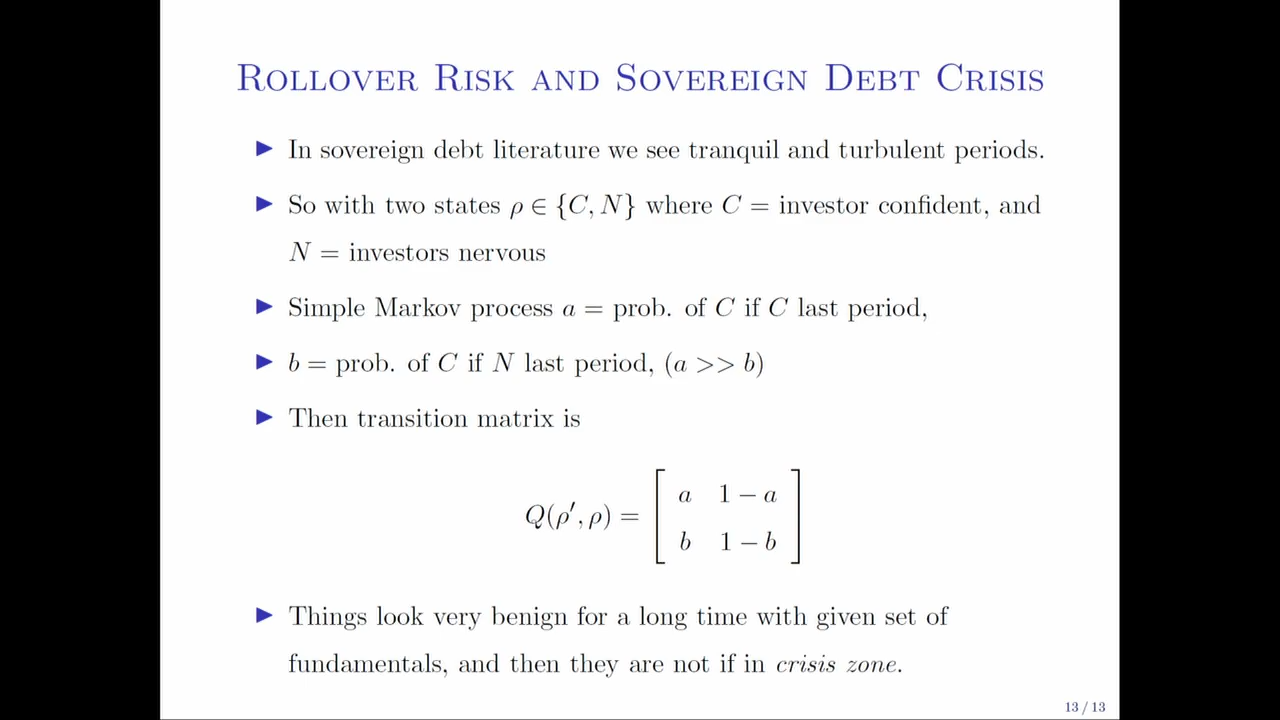 Rollover Risk and Sovereign Debt Crisis
▶ In sovereign debt literature we see tranquil and turbulent periods.
▶ So with two states ρ ∈ {C, N} where C = investor confident, and
N = investors nervous
▶ Simple Markov process a = prob. of C if C last period,
▶ b = prob. of C if N last period, (a >> b)
▶ Then transition matrix is
Q(ρ′, ρ) = [ a 1 − a
b 1 − b ]
▶ Things look very benign for a long time with given set of
fundamentals, and then they are not if in crisis zone.
13 / 13